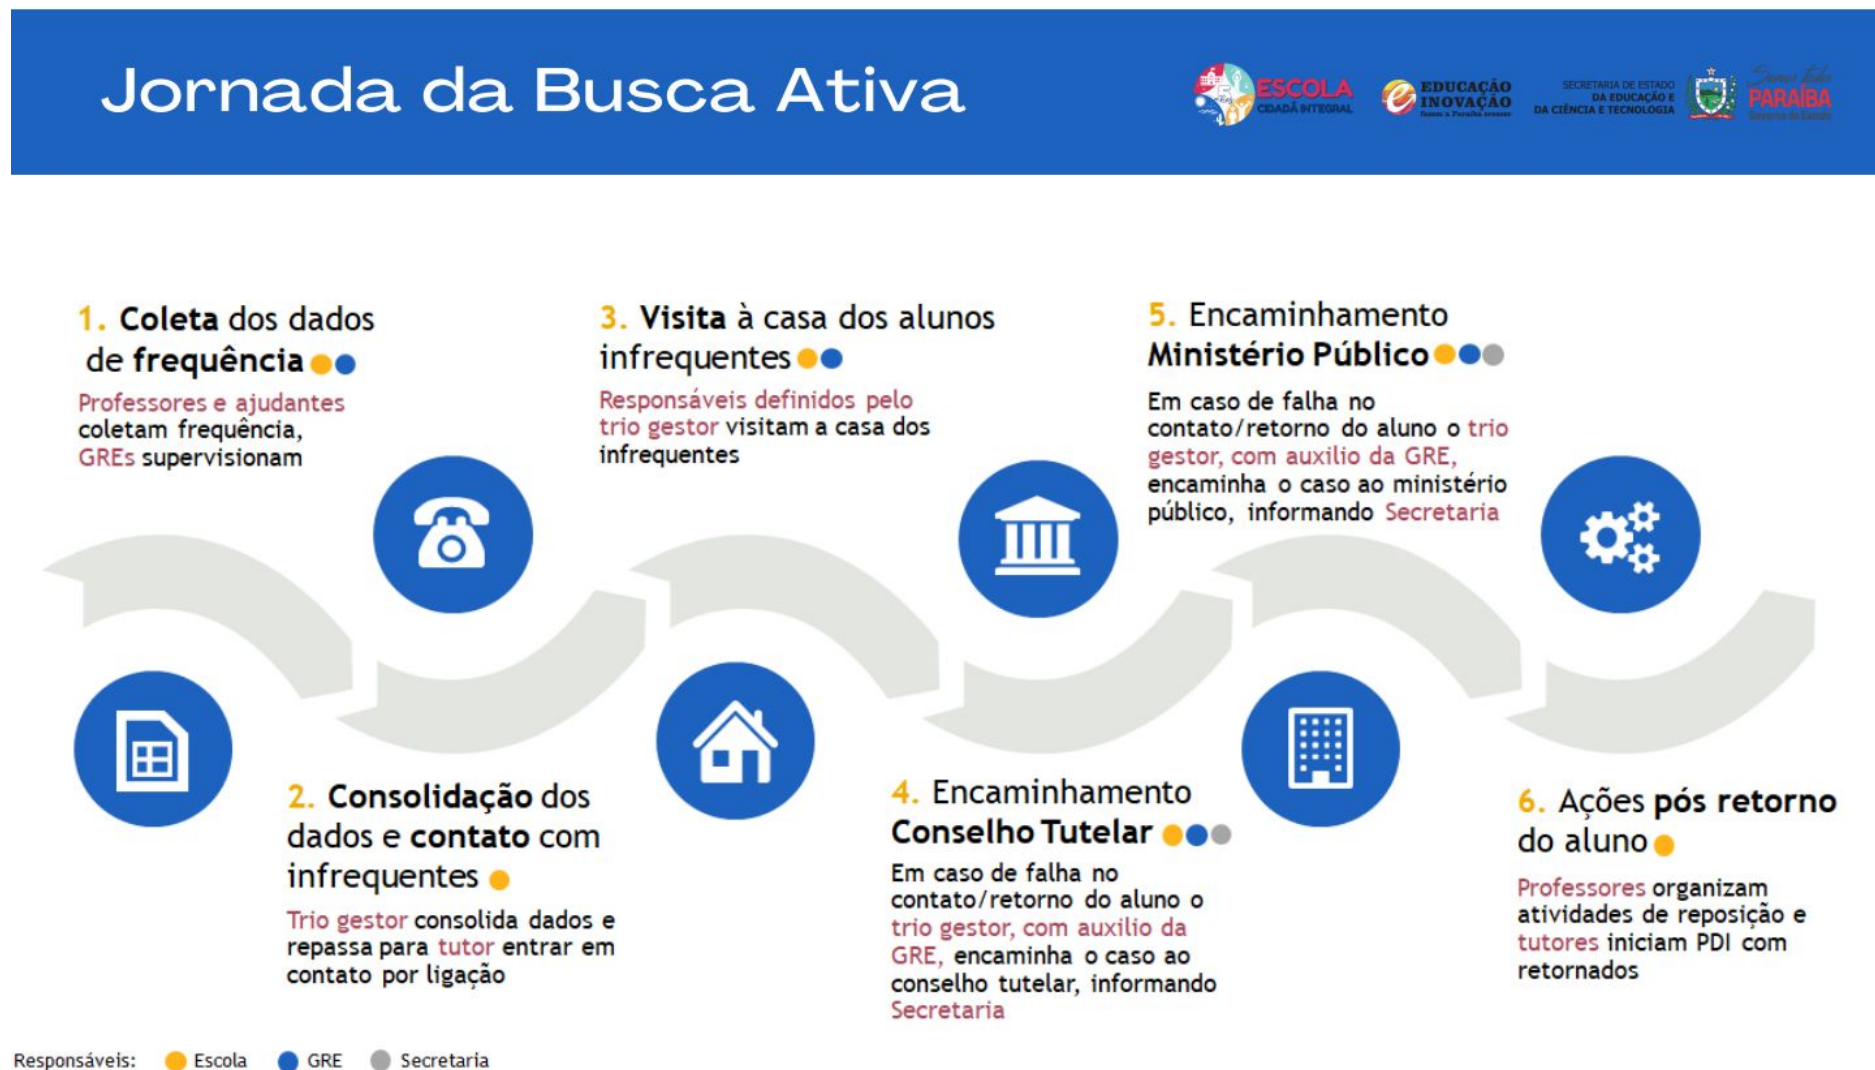 Jornada da Busca Ativa
ESCOLA
CIDADÃ INTEGRAL
EDUCAÇÃO
INOVAÇÃO
SECRETARIA DE ESTADO
DA EDUCAÇÃO E
DA CIÊNCIA E TECNOLOGIA
PARAÍBA
Governo do Estado
1. Coleta dos dados
de frequência
Professores e ajudantes
coletam frequência,
GREs supervisionam
2. Consolidação dos
dados e contato com
infrequentes
Trio gestor consolida dados e
repassa para tutor entrar em
contato por ligação
3. Visita à casa dos alunos
infrequentes
Responsáveis definidos pelo
trio gestor visitam a casa dos
infrequentes
4. Encaminhamento
Conselho Tutelar
Em caso de falha no
contato/retorno do aluno o
trio gestor, com auxilio da
GRE, encaminha o caso ao
conselho tutelar, informando
Secretaria
5. Encaminhamento
Ministério Público
Em caso de falha no
contato/retorno do aluno o trio
gestor, com auxilio da GRE,
encaminha o caso ao ministério
público, informando Secretaria
6. Ações pós retorno
do aluno
Professores organizam
atividades de reposição e
tutores iniciam PDI com
retornados
Responsáveis: Escola GRE Secretaria